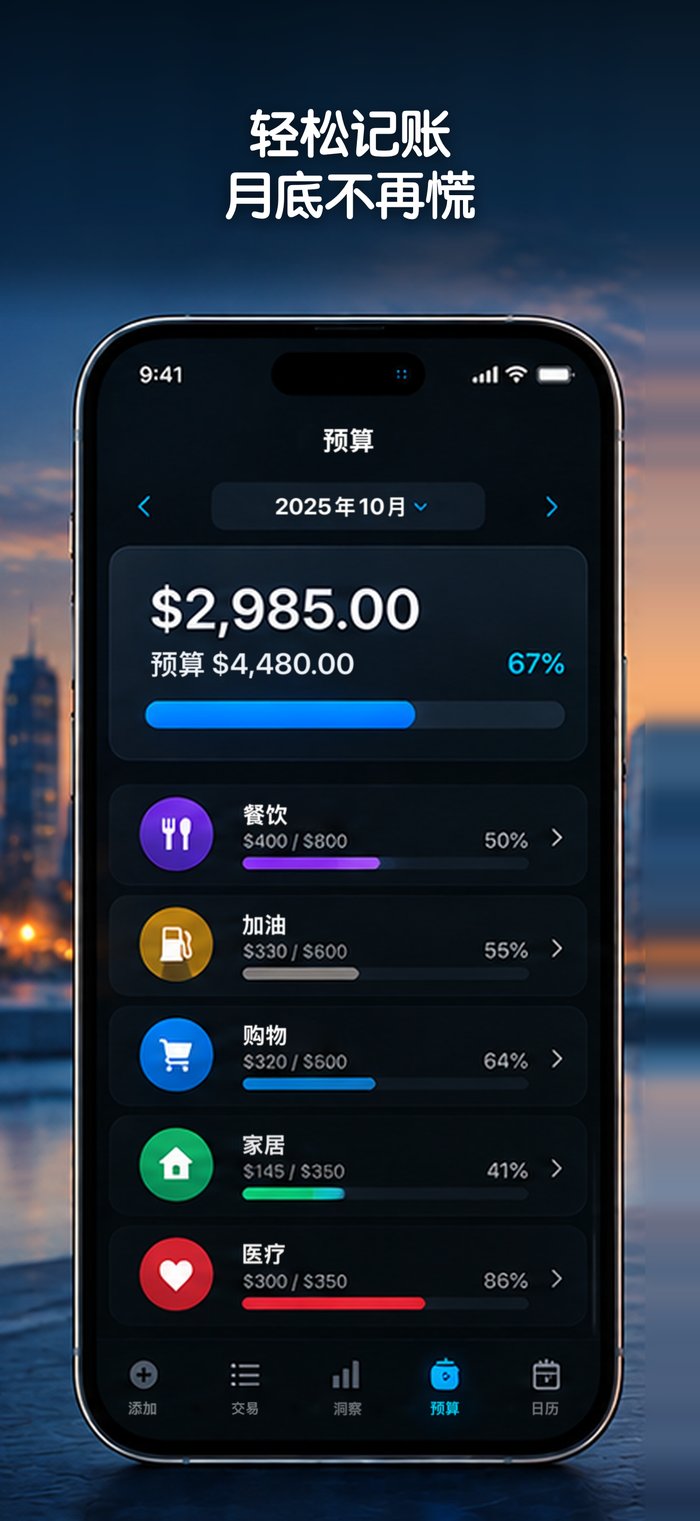 轻松记账
月底不再慌
9:41
预算
2025年10月
$2,985.00
预算 $4,480.00
67%
餐饮
$400 / $800
50%
加油
$330 / $600
55%
购物
$320 / $600
64%
家居
$145 / $350
41%
医疗
$300 / $350
86%
添加
交易
洞察
预算
日历